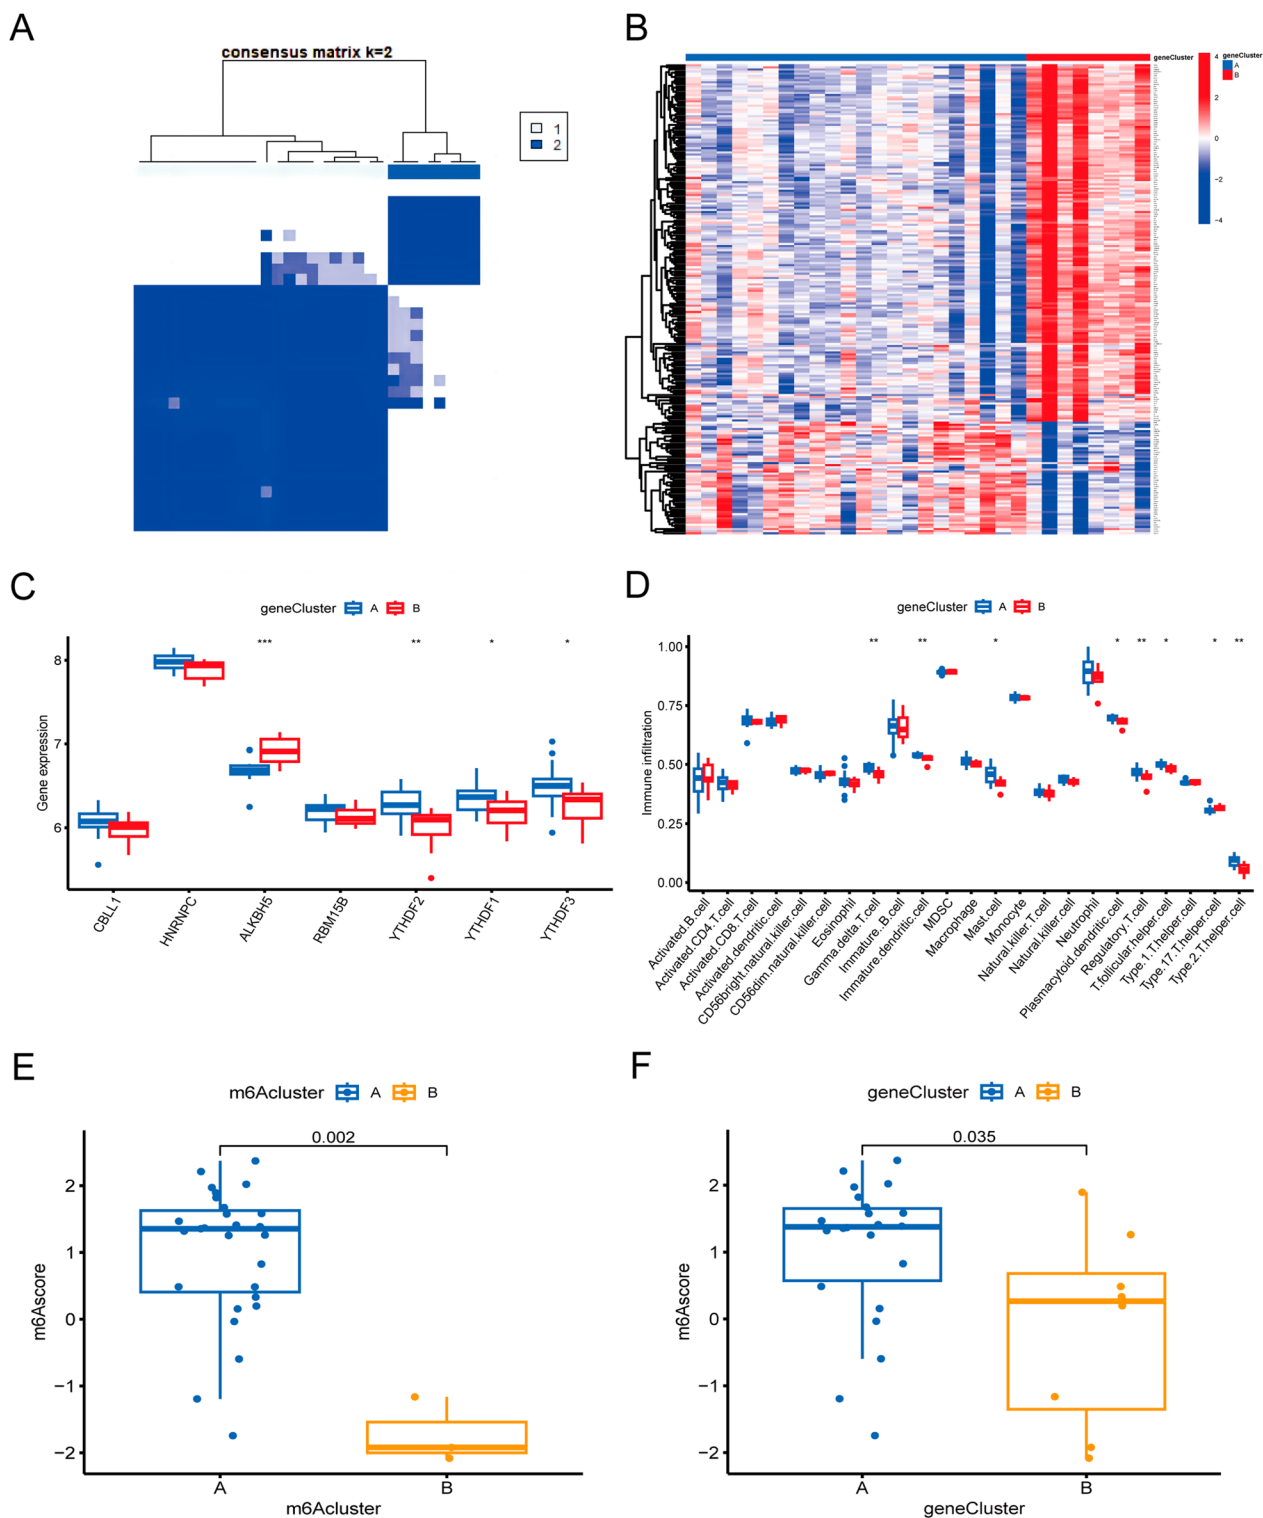 A
consensus matrix k=2
1
2
B
geneCluster
4
2
0
−2
−4
geneCluster
A
B
C
geneCluster A B
*** ** * *
Gene expression
8
7
6
CBLL1
HNRNPC
ALKBH5
RBM15B
YTHDF2
YTHDF1
YTHDF3
D
geneCluster A B
** ** * * ** * * **
Immune infiltration
1.00
0.75
0.50
0.25
0.00
Activated.B.cell
Activated.CD4.T.cell
Activated.CD8.T.cell
Activated.dendritic.cell
CD56bright.natural.killer.cell
CD56dim.natural.killer.cell
Eosinophil
Gamma.delta.T.cell
Immature..B.cell
Immature.dendritic.cell
MDSC
Macrophage
Mast.cell
Monocyte
Natural.killer.T.cell
Natural.killer.cell
Neutrophil
Plasmacytoid.dendritic.cell
Regulatory.T.cell
T.follicular.helper.cell
Type.1.T.helper.cell
Type.17.T.helper.cell
Type.2.T.helper.cell
E
m6Acluster A B
0.002
m6Ascore
2
1
0
−1
−2
A B
m6Acluster
F
geneCluster A B
0.035
m6Ascore
2
1
0
−1
−2
A B
geneCluster